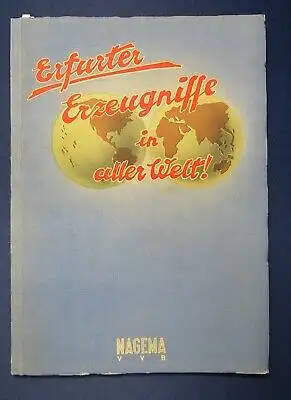 Erfurter
Erzeugnisse
in
aller Welt!
NAGEMA
VVB